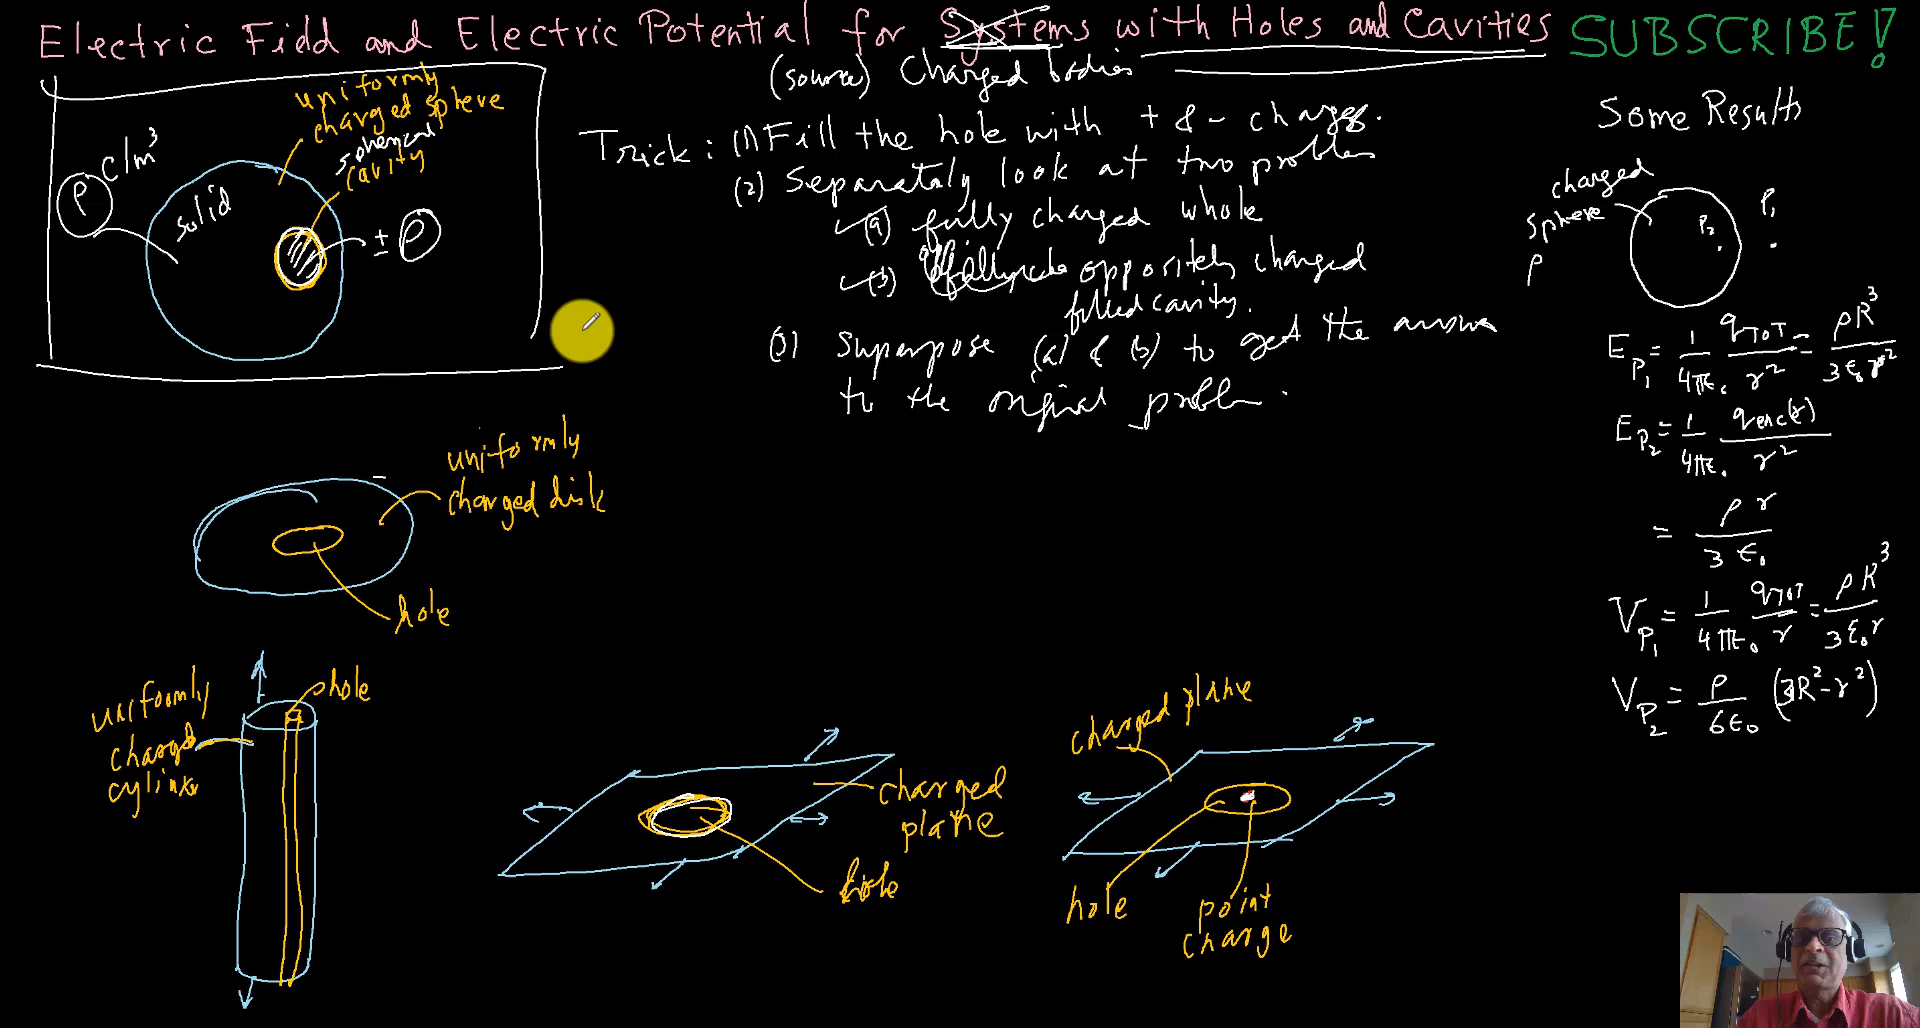 Electric Field and Electric Potential for Systems with Holes and Cavities SUBSCRIBE!
(source) Charged bodies
uniformly
charged sphere
spherical
cavity
ρ C/m³
solid
± ρ
Trick: (1) Fill the hole with + & - charges.
(2) Separately look at two problems
(a) fully charged whole
(b) oppositely charged
filled cavity.
(3) Superpose (a) & (b) to get the answer
to the original problem.
Some Results
charged
sphere
ρ
P₂
P₁
E_P₁ = 1/4πε₀ q_TOT/r² = ρR³/3ε₀r²
E_P₂ = 1/4πε₀ q_enc(r)/r²
= ρ r/3 ε₀
V_P₁ = 1/4πε₀ q_TOT/r = ρR³/3ε₀r
V_P₂ = ρ/6ε₀ (3R²-r²)
uniformly
charged disk
hole
uniformly
charged
cylinder
hole
charged
plane
hole
charged plane
hole
point
charge